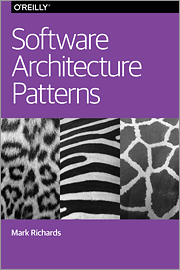 O'REILLY®
Software
Architecture
Patterns
Mark Richards